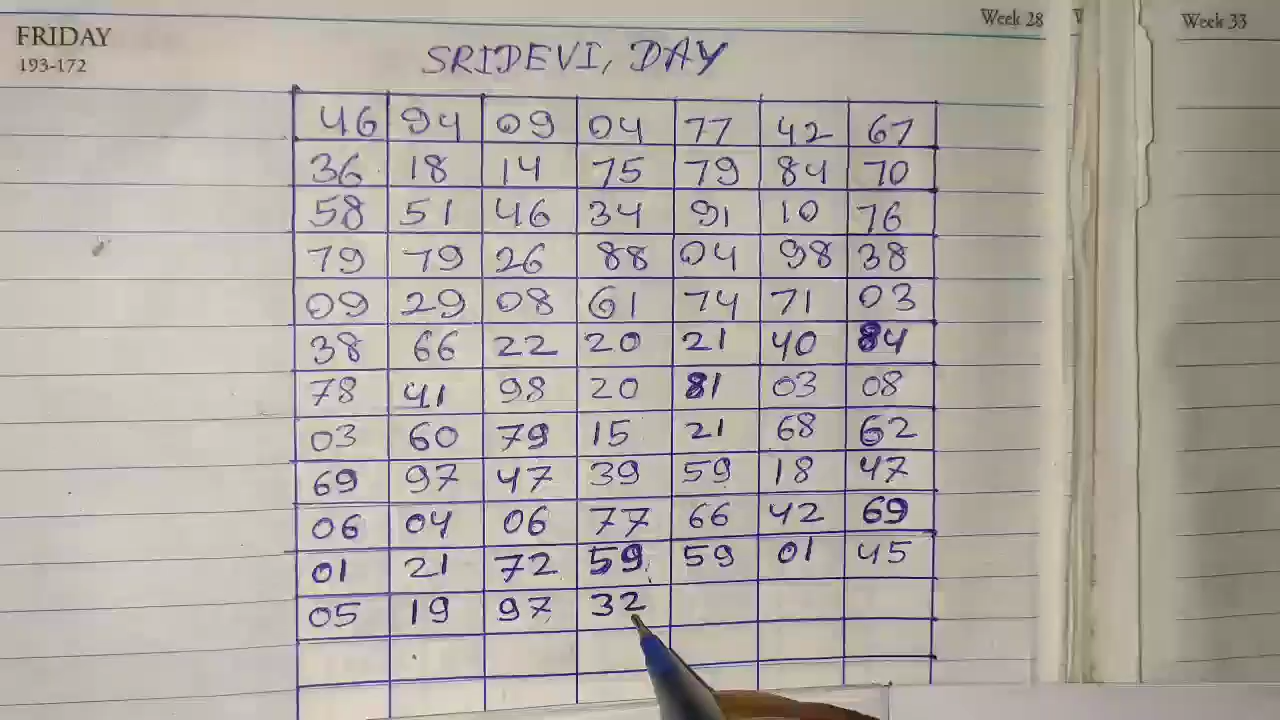 Week 28
Week 33
FRIDAY
193-172
SRIDEVI, DAY
46 94 09 04 77 42 67
36 18 14 75 79 84 70
58 51 46 34 91 10 76
79 79 26 88 04 98 38
09 29 08 61 74 71 03
38 66 22 20 21 40 84
78 41 98 20 81 03 08
03 60 79 15 21 68 62
69 97 47 39 59 18 47
06 04 06 77 66 42 69
01 21 72 59 59 01 45
05 19 97 32